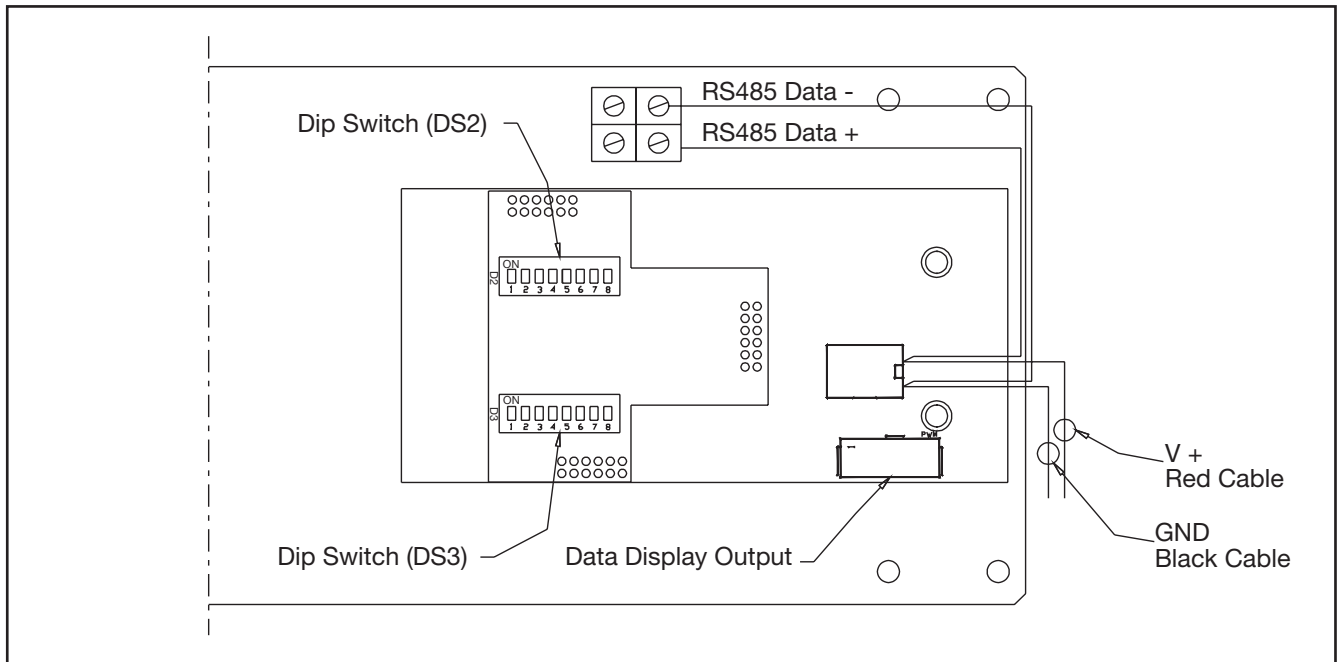 RS485 Data -
Dip Switch (DS2)
RS485 Data +
ON
D2
1 2 3 4 5 6 7 8
ON
D3
1 2 3 4 5 6 7 8
PWM
1
V +
Red Cable
GND
Black Cable
Dip Switch (DS3)
Data Display Output